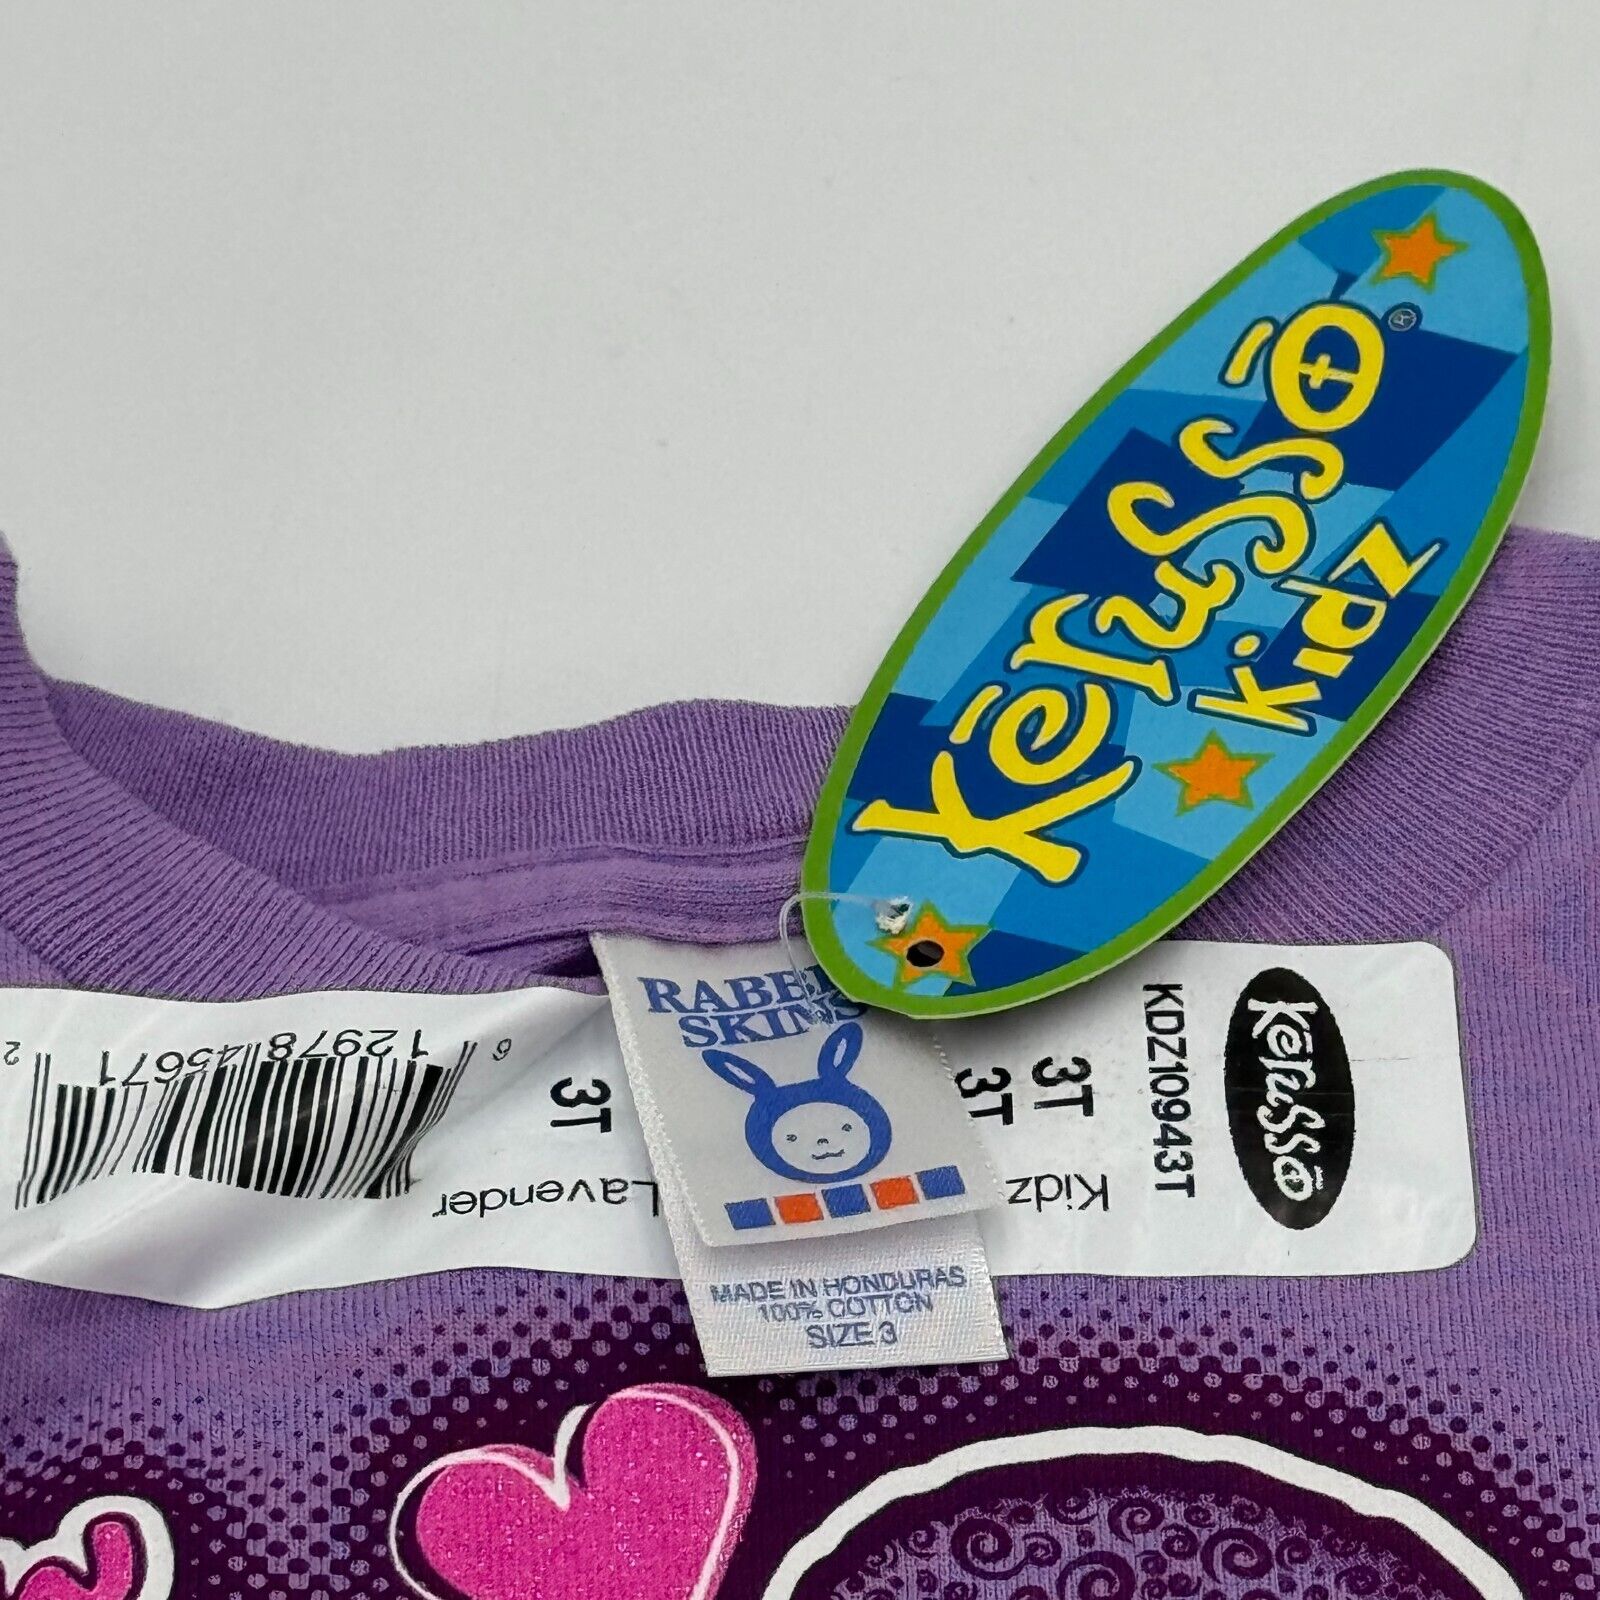 Kerusso®
Kidz
RABBIT
SKINS
MADE IN HONDURAS
100% COTTON
SIZE 3
Kerusso
KDZ10943T
3T
Kidz
3T
3T
Lavender
6 12978 45671 2